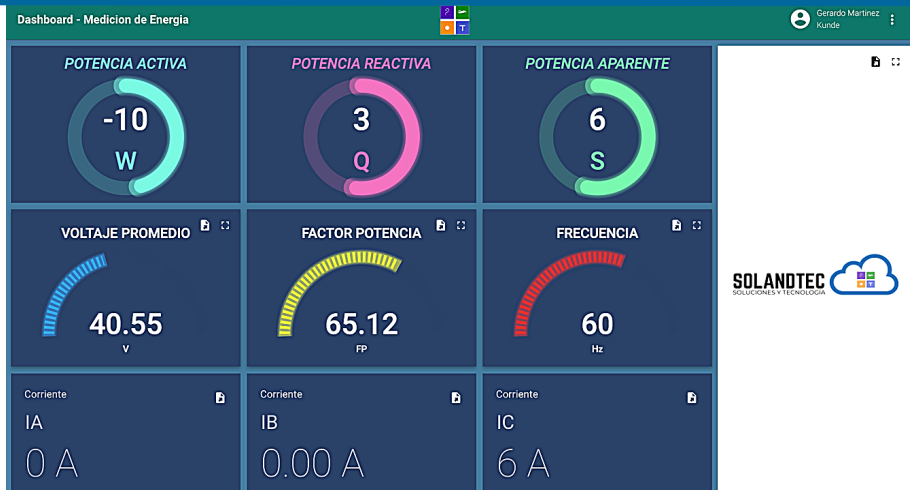 Dashboard - Medicion de Energia
Gerardo Martinez
Kunde
POTENCIA ACTIVA
-10
W
POTENCIA REACTIVA
3
Q
POTENCIA APARENTE
6
S
VOLTAJE PROMEDIO
40.55
V
FACTOR POTENCIA
65.12
FP
FRECUENCIA
60
Hz
SOLANDTEC
SOLUCIONES Y TECNOLOGIA
Corriente
IA
0 A
Corriente
IB
0.00 A
Corriente
IC
6 A